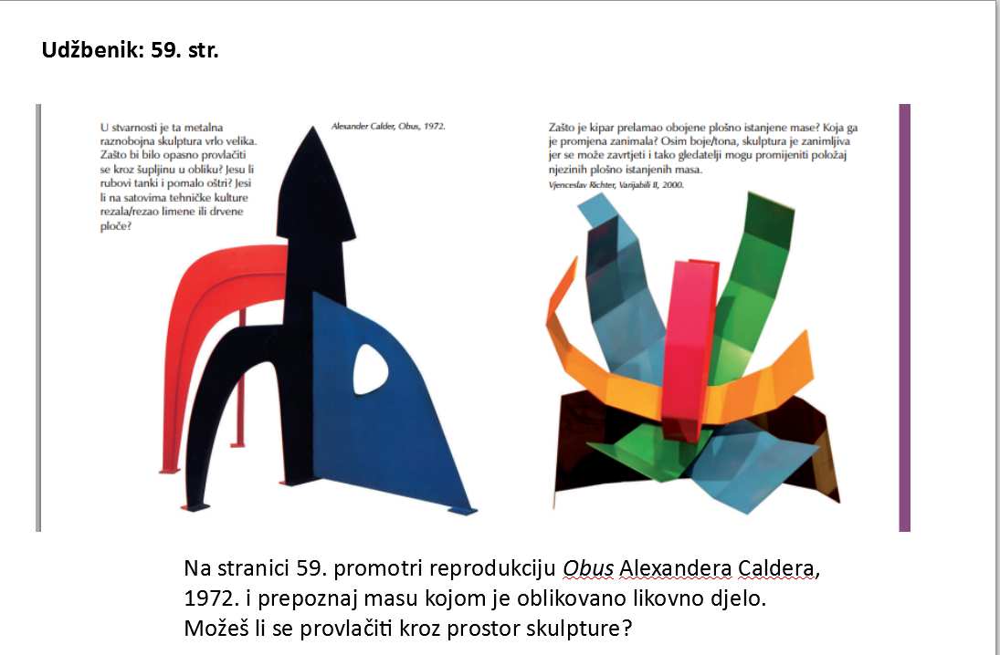 Udžbenik: 59. str.
U stvarnosti je ta metalna
raznobojna skulptura vrlo velika.
Zašto bi bilo opasno provlačiti
se kroz šupljinu u obliku? Jesu li
rubovi tanki i pomalo oštri? Jesi
li na satovima tehničke kulture
rezala/rezao limene ili drvene
ploče?
Alexander Calder, Obus, 1972.
Zašto je kipar prelamao obojene plošno istanjene mase? Koja ga
je promjena zanimala? Osim boje/tona, skulptura je zanimljiva
jer se može zavrtjeti i tako gledatelji mogu promijeniti položaj
njezinih plošno istanjenih masa.
Vjenceslav Richter, Varijabili II, 2000.
Na stranici 59. promotri reprodukciju Obus Alexandera Caldera,
1972. i prepoznaj masu kojom je oblikovano likovno djelo.
Možeš li se provlačiti kroz prostor skulpture?